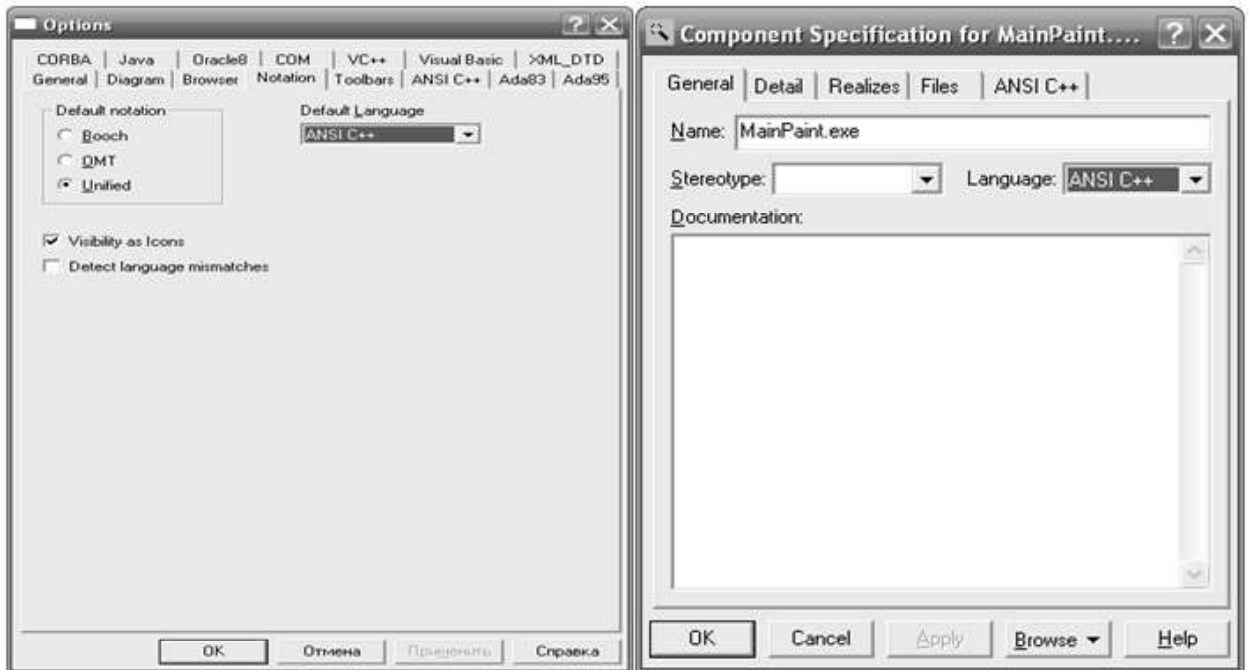 Options
CORBA Java Oracle8 COM VC++ Visual Basic XML_DTD
General Diagram Browser Notation Toolbars ANSI C++ Ada83 Ada95
Default notation
Booch
OMT
Unified
Default Language
ANSI C++
Visibility as Icons
Detect language mismatches
OK Отмена Применить Справка
Component Specification for MainPaint....
General Detail Realizes Files ANSI C++
Name: MainPaint.exe
Stereotype: Language: ANSI C++
Documentation:
OK Cancel Apply Browse Help